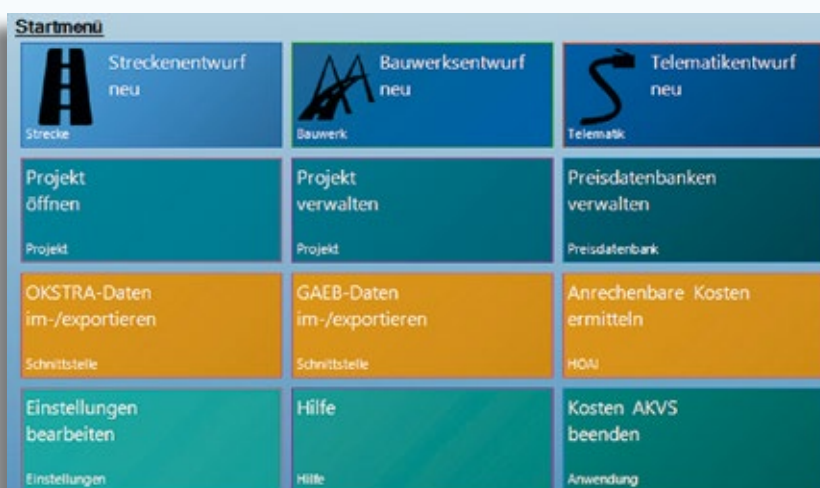 Startmenü
Streckenentwurf
neu
Strecke
Bauwerksentwurf
neu
Bauwerk
Telematikentwurf
neu
Telematik
Projekt
öffnen
Projekt
Projekt
verwalten
Projekt
Preisdatenbanken
verwalten
Preisdatenbank
OKSTRA-Daten
im-/exportieren
Schnittstelle
GAEB-Daten
im-/exportieren
Schnittstelle
Anrechenbare Kosten
ermitteln
HOAI
Einstellungen
bearbeiten
Einstellungen
Hilfe
Hilfe
Kosten AKVS
beenden
Anwendung